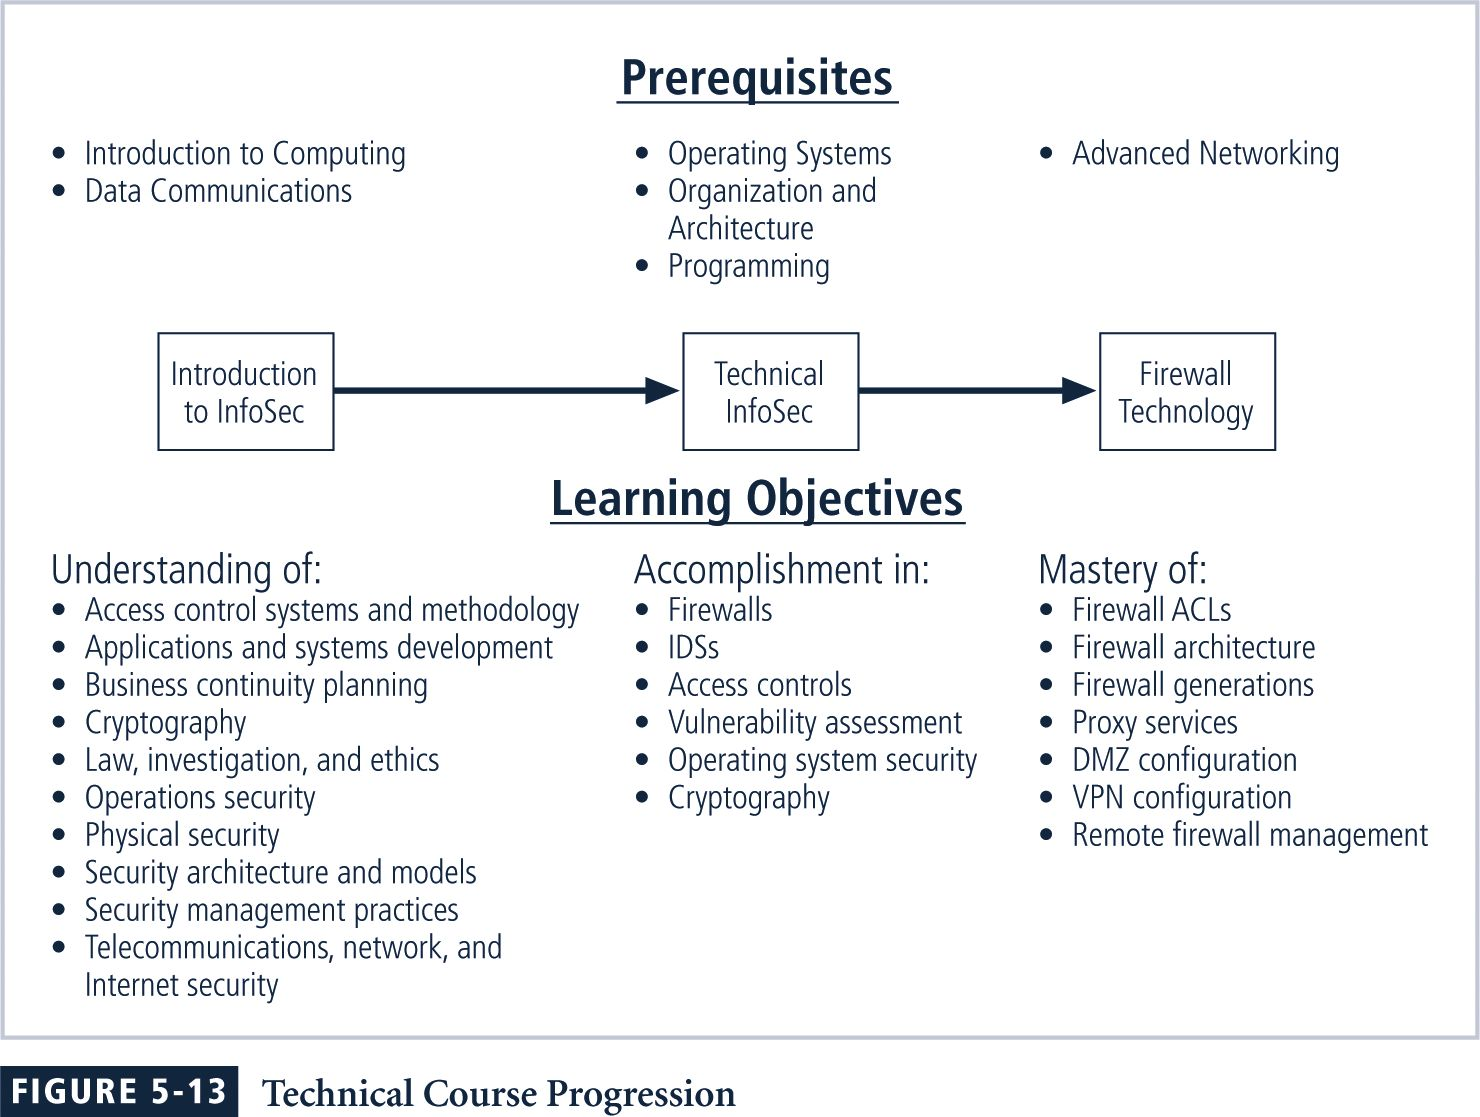 Prerequisites
• Introduction to Computing
• Data Communications
• Operating Systems
• Organization and
Architecture
• Programming
• Advanced Networking
Introduction
to InfoSec
Technical
InfoSec
Firewall
Technology
Learning Objectives
Understanding of:
• Access control systems and methodology
• Applications and systems development
• Business continuity planning
• Cryptography
• Law, investigation, and ethics
• Operations security
• Physical security
• Security architecture and models
• Security management practices
• Telecommunications, network, and
Internet security
Accomplishment in:
• Firewalls
• IDSs
• Access controls
• Vulnerability assessment
• Operating system security
• Cryptography
Mastery of:
• Firewall ACLs
• Firewall architecture
• Firewall generations
• Proxy services
• DMZ configuration
• VPN configuration
• Remote firewall management
FIGURE 5-13 Technical Course Progression